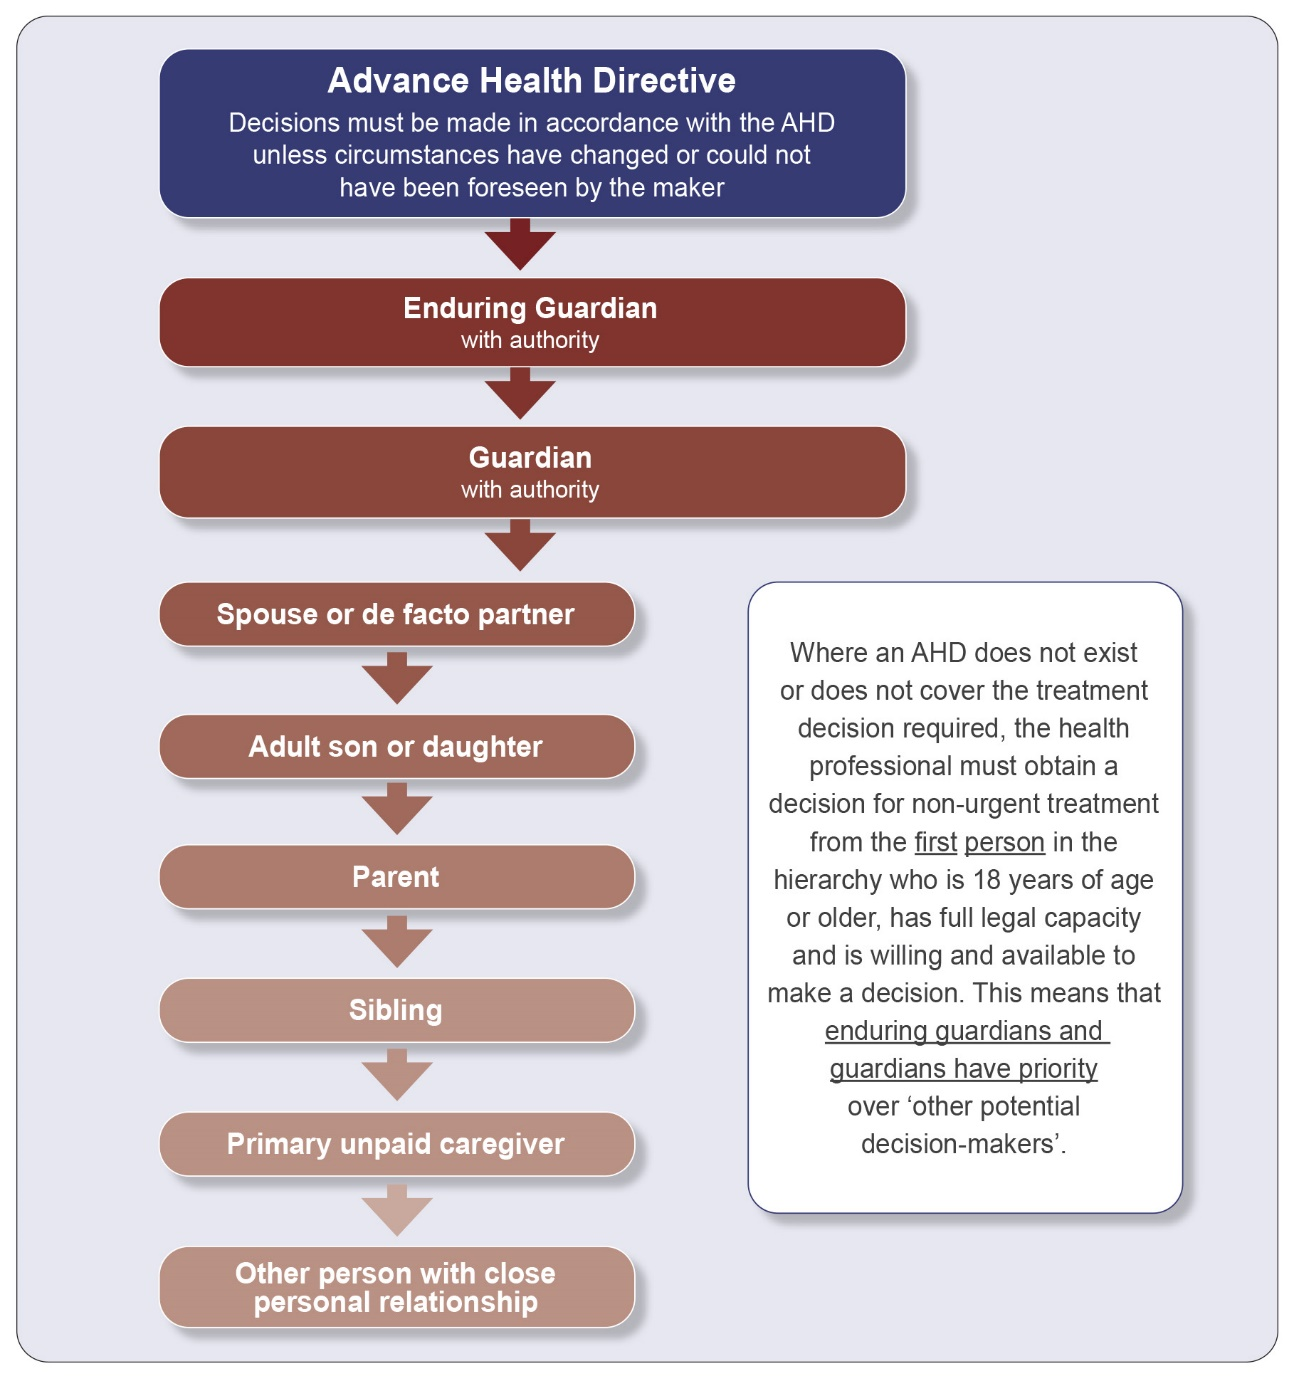 Advance Health Directive
Decisions must be made in accordance with the AHD
unless circumstances have changed or could not
have been foreseen by the maker
Enduring Guardian
with authority
Guardian
with authority
Spouse or de facto partner
Adult son or daughter
Parent
Sibling
Primary unpaid caregiver
Other person with close
personal relationship
Where an AHD does not exist
or does not cover the treatment
decision required, the health
professional must obtain a
decision for non-urgent treatment
from the first person in the
hierarchy who is 18 years of age
or older, has full legal capacity
and is willing and available to
make a decision. This means that
enduring guardians and
guardians have priority
over ‘other potential
decision-makers’.